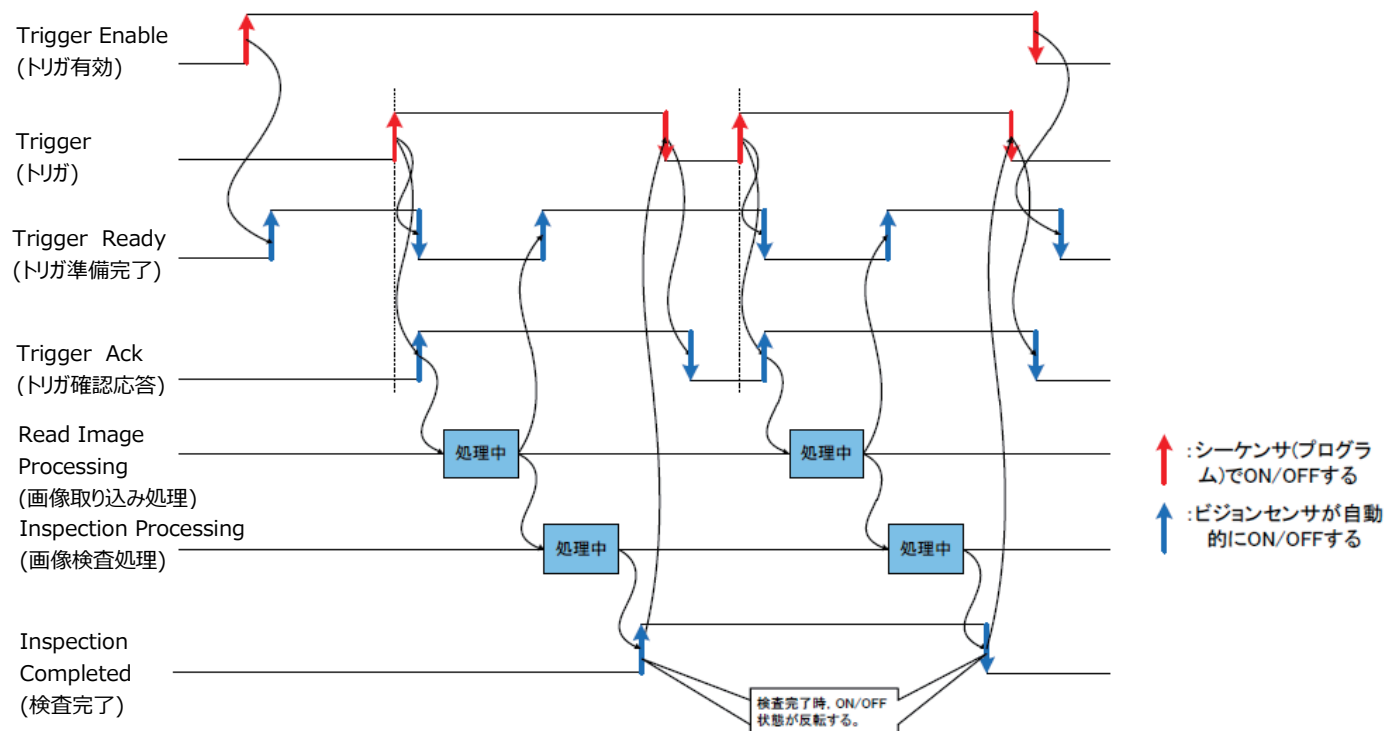 Trigger Enable
(トリガ有効)
Trigger
(トリガ)
Trigger Ready
(トリガ準備完了)
Trigger Ack
(トリガ確認応答)
Read Image
Processing
(画像取り込み処理)
処理中
処理中
Inspection Processing
(画像検査処理)
処理中
処理中
Inspection
Completed
(検査完了)
検査完了時、ON/OFF
状態が反転する。
:シーケンサ(プログラ
ム)でON/OFFする
:ビジョンセンサが自動
的にON/OFFする